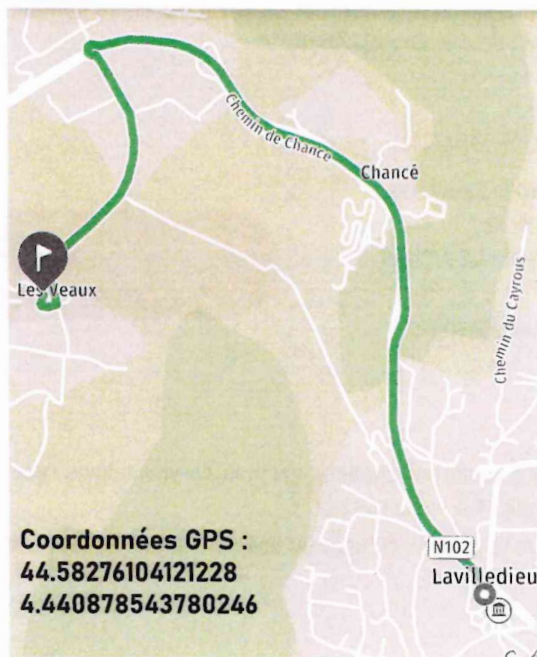 Chemin de Chance
Chancé
Les Veaux
Chemin du Cayrous
Coordonnées GPS :
44.58276104121228
4.440878543780246
N102
Lavilledieu